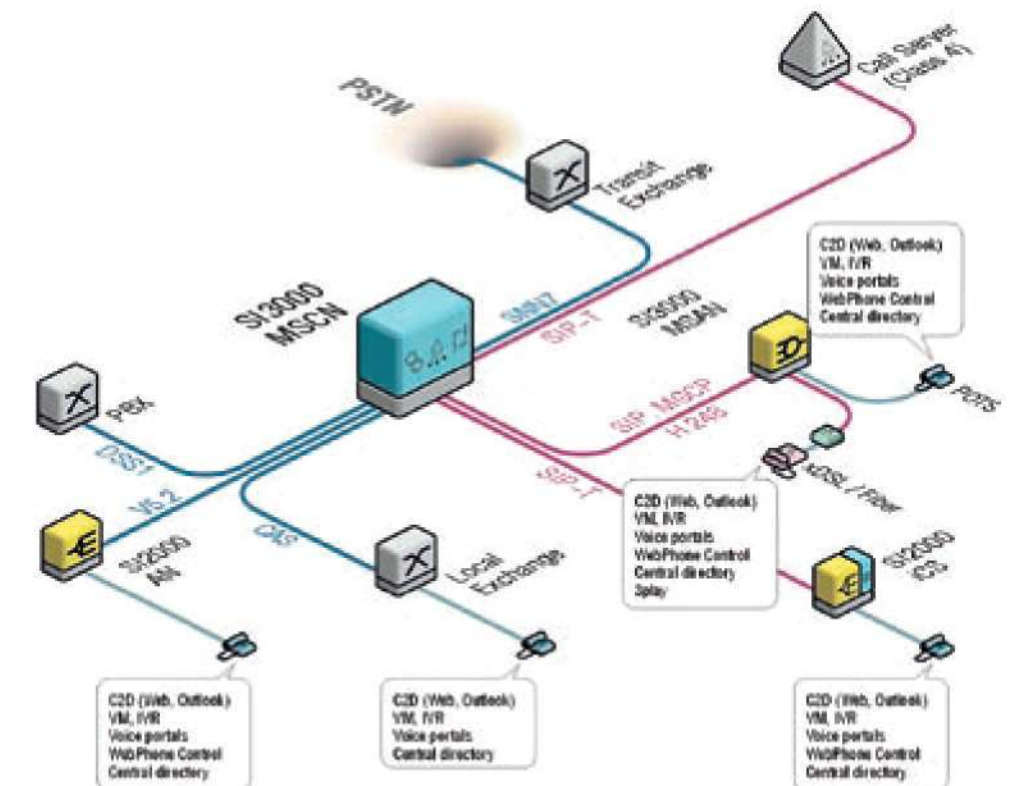 Call Server
(Class 4)
PSTN
Transit
Exchange
C2D (Web, Outlook)
VM, IVR
Voice portals
WebPhone Control
Central directory
SI3000
MSCN
SNN7
SIP-T
SI3000
MSAN
POTS
PBX
DSS1
SIP, MGCP
H 248
xDSL / Fiber
V5.2
SIP-T
C2D (Web, Outlook)
VM, IVR
Voice portals
WebPhone Control
Central directory
3play
SI2000
AN
CAS
Local
Exchange
SI2000
iCS
C2D (Web, Outlook)
VM, IVR
Voice portals
WebPhone Control
Central directory
C2D (Web, Outlook)
VM, IVR
Voice portals
Central directory
C2D (Web, Outlook)
VM, IVR
Voice portals
WebPhone Control
Central directory